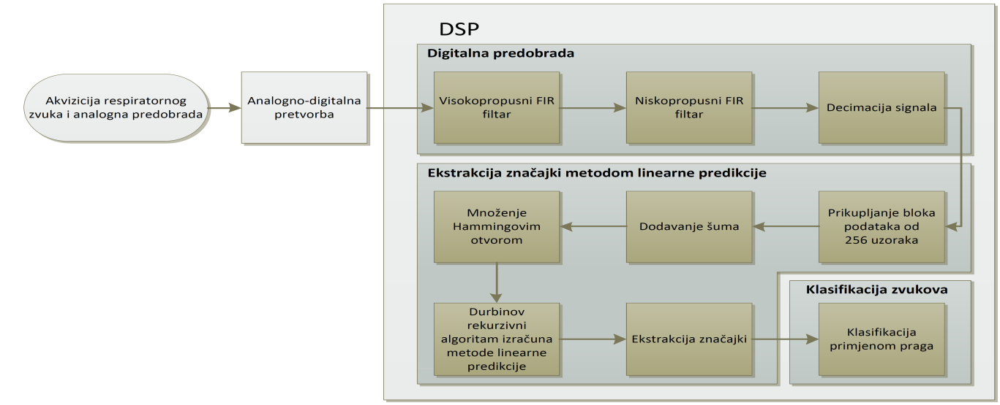 DSP
Digitalna predobrada
Akvizicija respiratornog
zvuka i analogna predobrada
Analogno-digitalna
pretvorba
Visokopropusni FIR
filtar
Niskopropusni FIR
filtar
Decimacija signala
Ekstrakcija značajki metodom linearne predikcije
Prikupljanje bloka
podataka od
256 uzoraka
Dodavanje šuma
Množenje
Hammingovim
otvorom
Durbinov
rekurzivni
algoritam izračuna
metode linearne
predikcije
Ekstrakcija značajki
Klasifikacija zvukova
Klasifikacija
primjenom praga